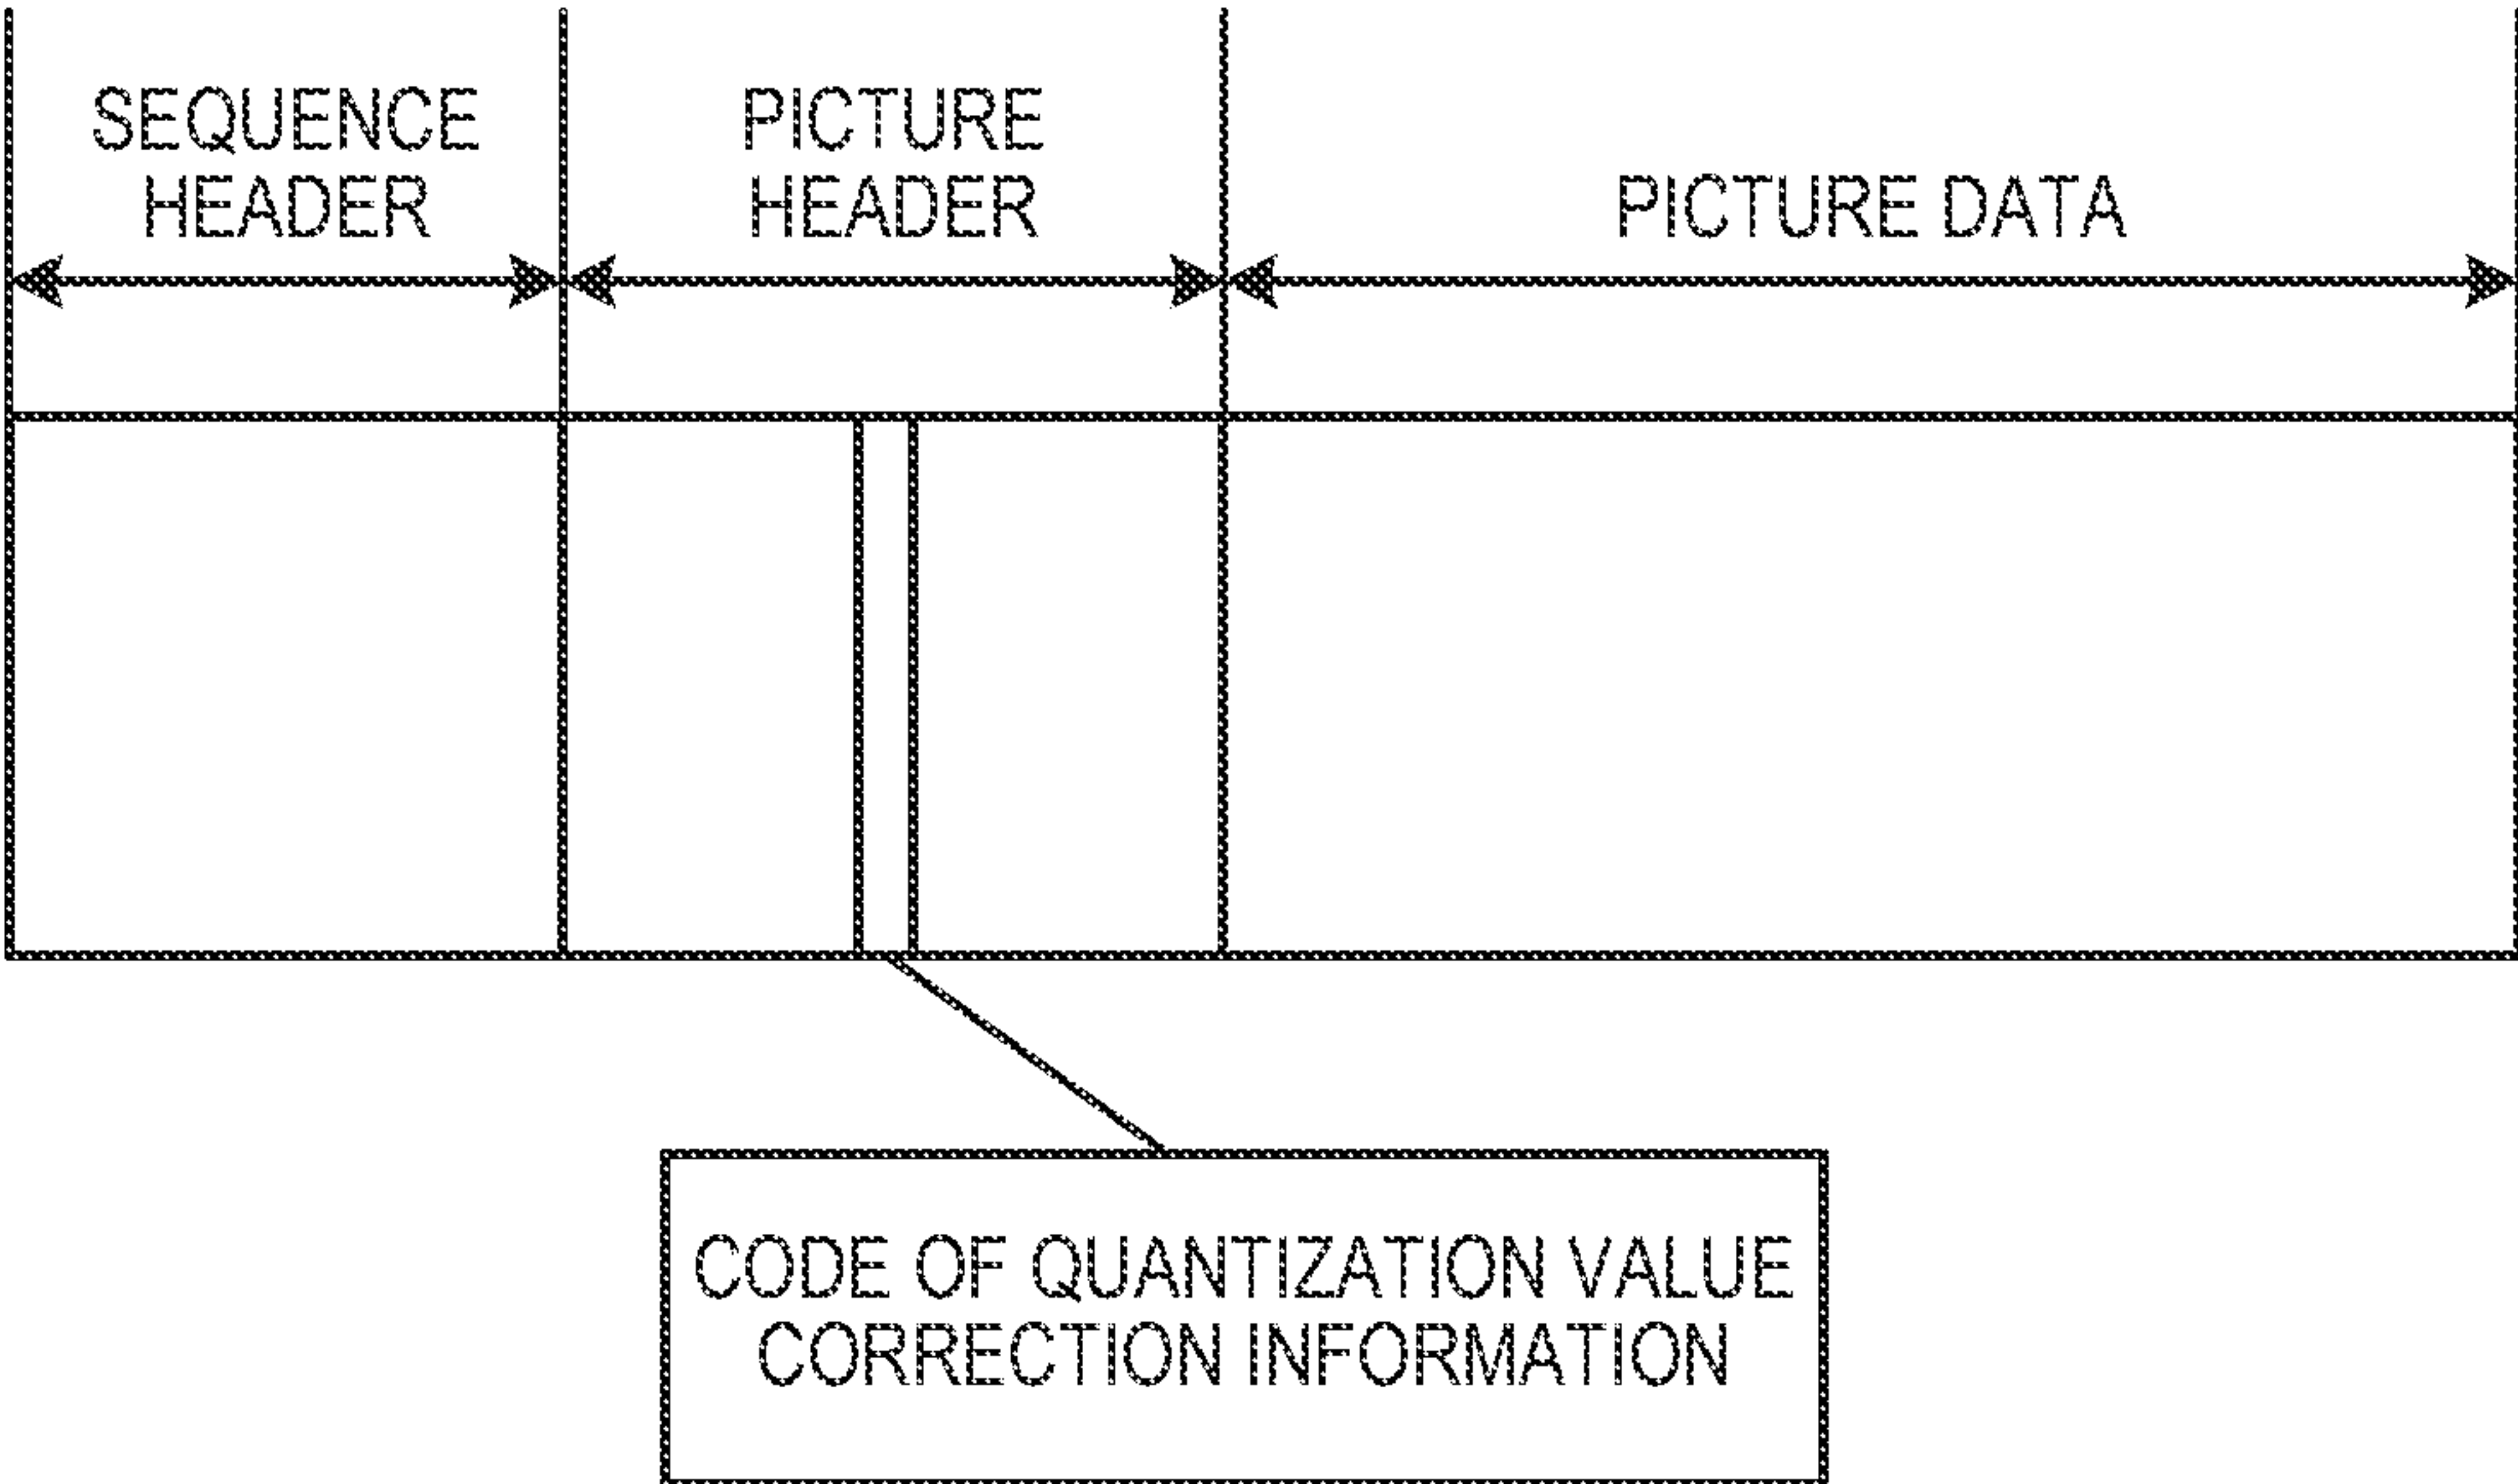 SEQUENCE
HEADER
PICTURE
HEADER
PICTURE DATA
CODE OF QUANTIZATION VALUE
CORRECTION INFORMATION